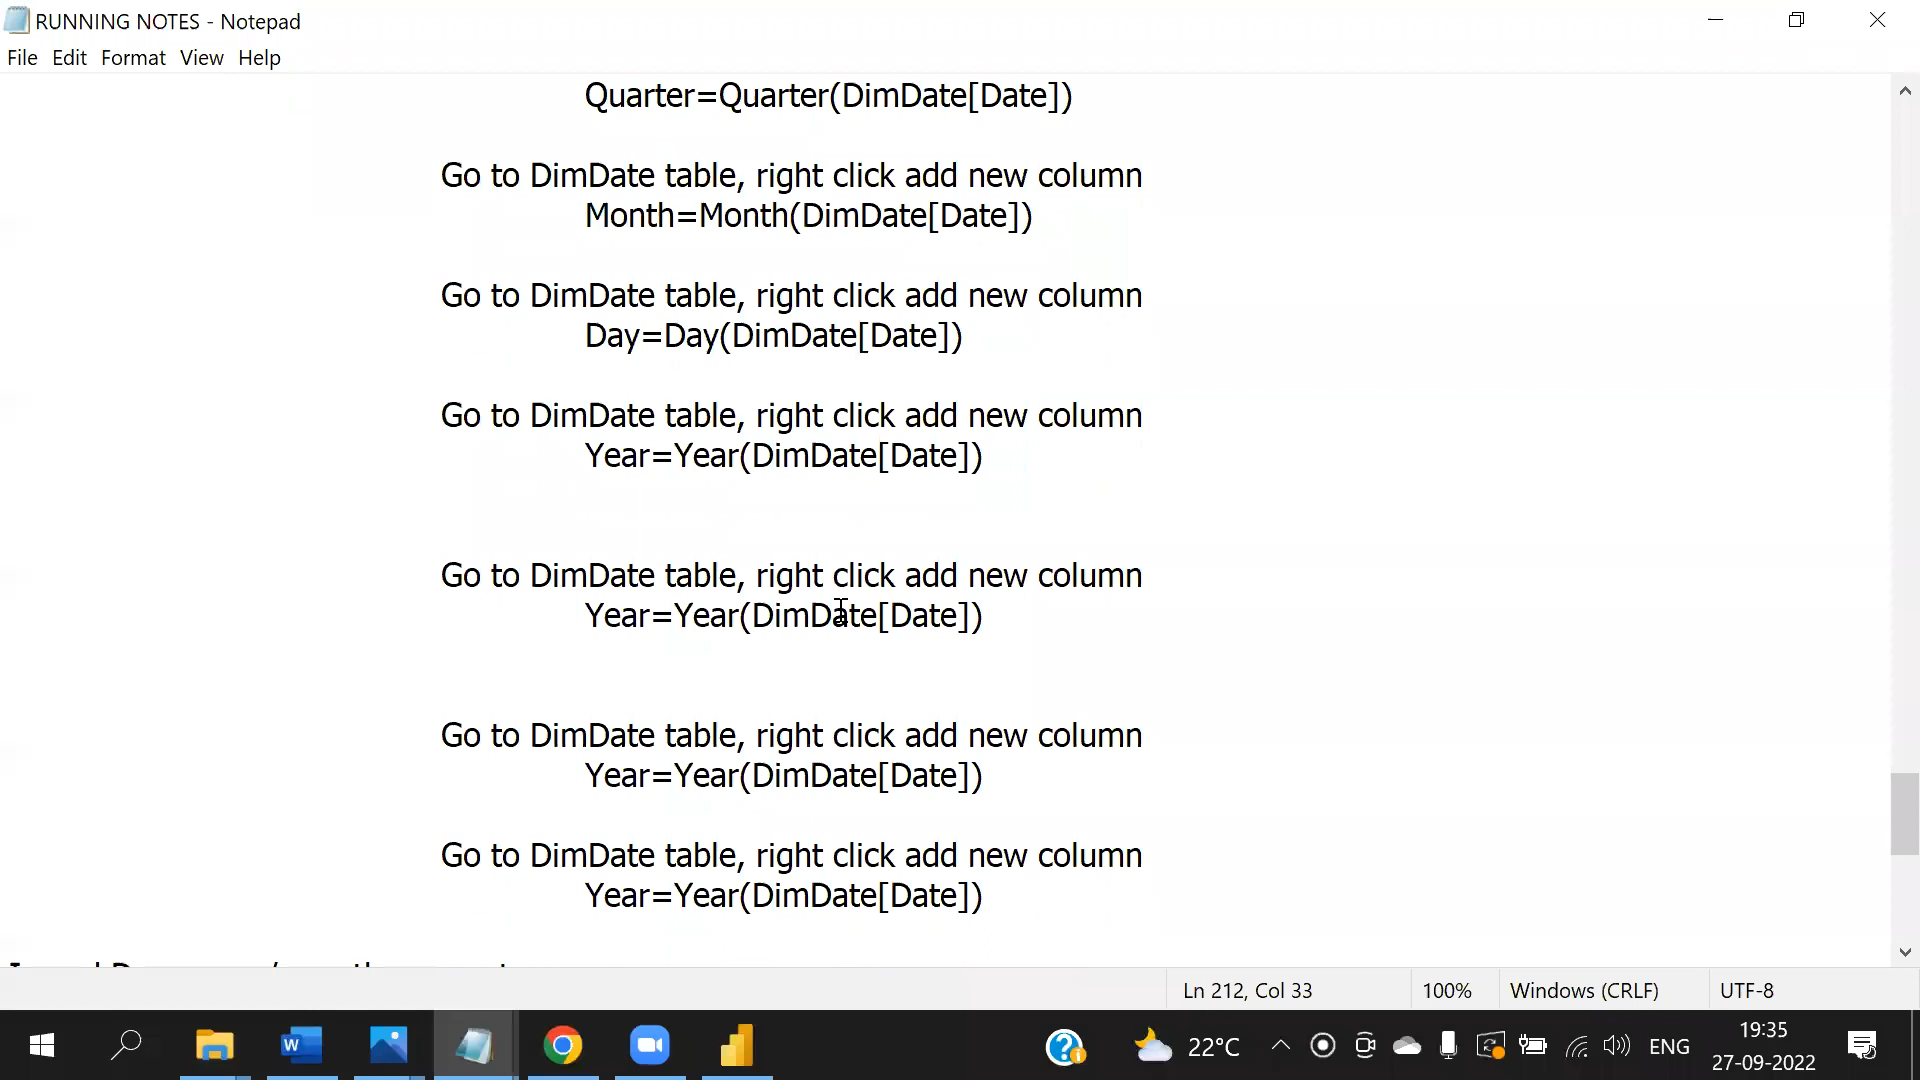 RUNNING NOTES - Notepad
File Edit Format View Help
Quarter=Quarter(DimDate[Date])
Go to DimDate table, right click add new column
Month=Month(DimDate[Date])
Go to DimDate table, right click add new column
Day=Day(DimDate[Date])
Go to DimDate table, right click add new column
Year=Year(DimDate[Date])
Go to DimDate table, right click add new column
Year=Year(DimDate[Date])
Go to DimDate table, right click add new column
Year=Year(DimDate[Date])
Go to DimDate table, right click add new column
Year=Year(DimDate[Date])
Ln 212, Col 33 100% Windows (CRLF) UTF-8
22°C ENG 19:35
27-09-2022